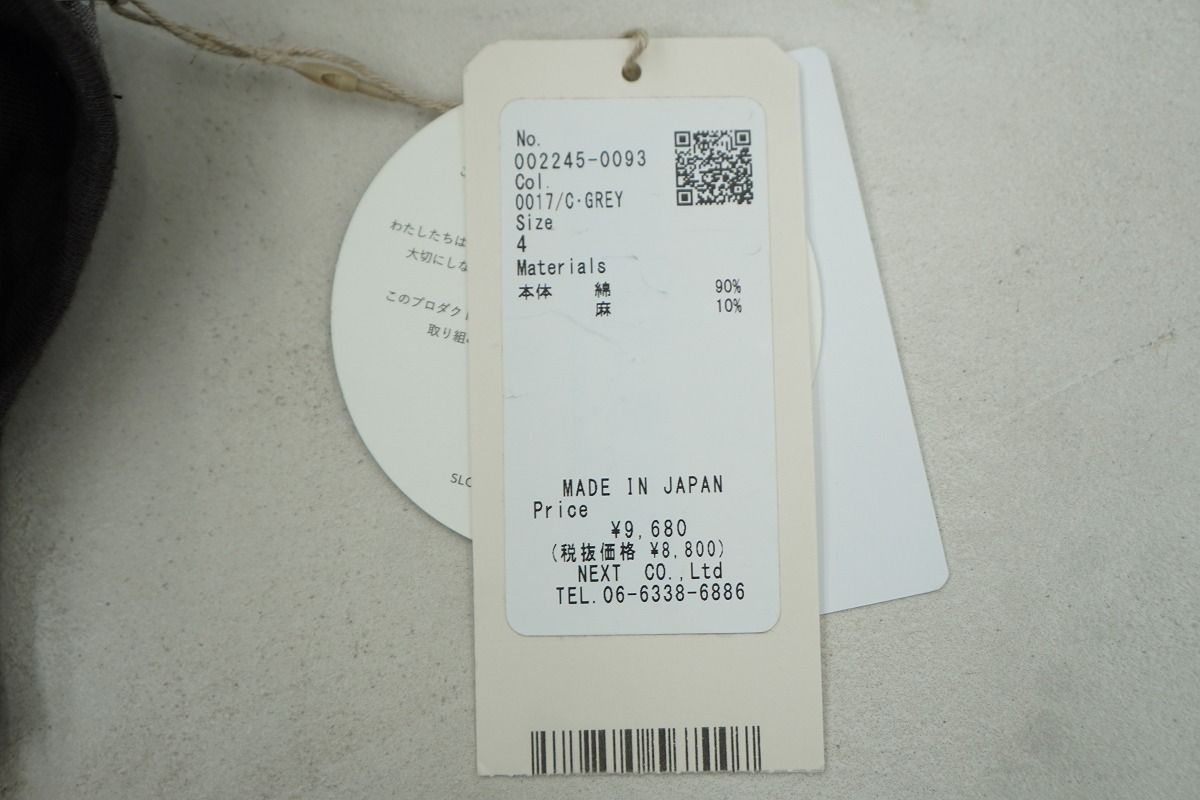 No.
002245-0093
Col.
0017/C·GREY
Size
4
Materials
本体 綿 90%
麻 10%
MADE IN JAPAN
Price
¥9,680
(税抜価格 ¥8,800)
NEXT CO.,Ltd
TEL.06-6338-6886
わたしたちは
大切にしな
このプロダクト
取り組
SLO